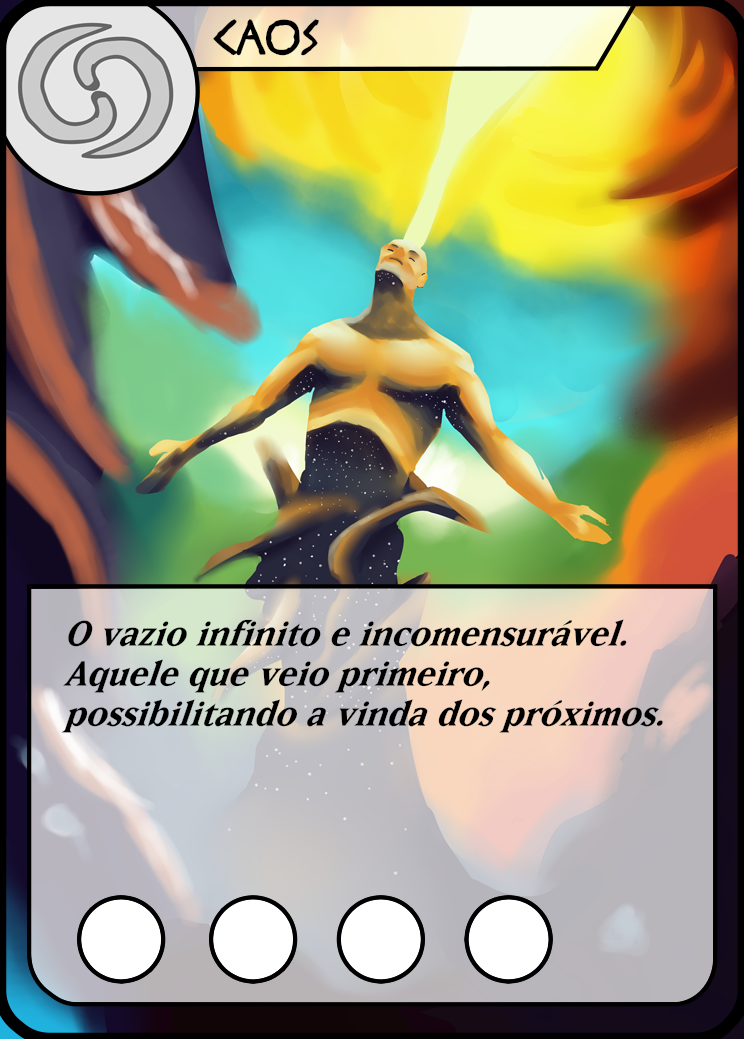 CAOS
O vazio infinito e incomensurável.
Aquele que veio primeiro,
possibilitando a vinda dos próximos.